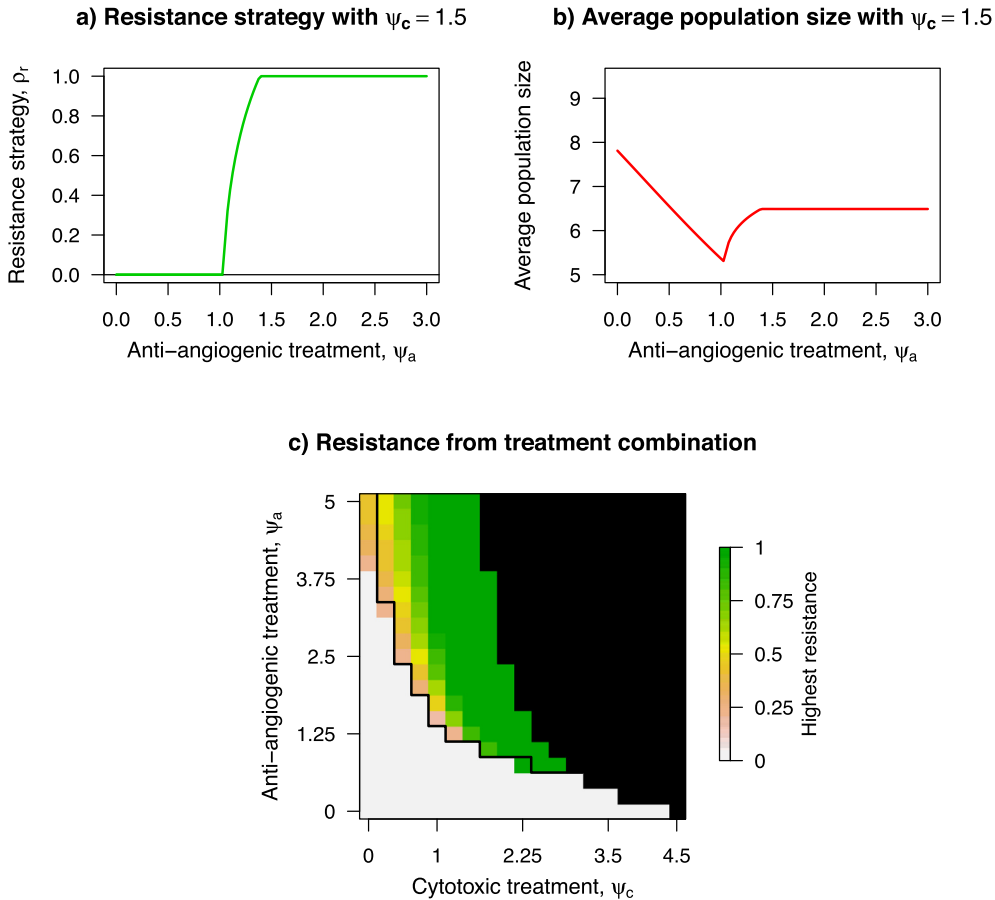 a) Resistance strategy with ψc = 1.5
Resistance strategy, ρr
1.0
0.8
0.6
0.4
0.2
0.0
0.0 0.5 1.0 1.5 2.0 2.5 3.0
Anti−angiogenic treatment, ψa
b) Average population size with ψc = 1.5
Average population size
9
8
7
6
5
0.0 0.5 1.0 1.5 2.0 2.5 3.0
Anti−angiogenic treatment, ψa
c) Resistance from treatment combination
Anti−angiogenic treatment, ψa
5
3.75
2.5
1.25
0
0 1 2.25 3.5 4.5
Cytotoxic treatment, ψc
1
0.75
0.5
0.25
0
Highest resistance